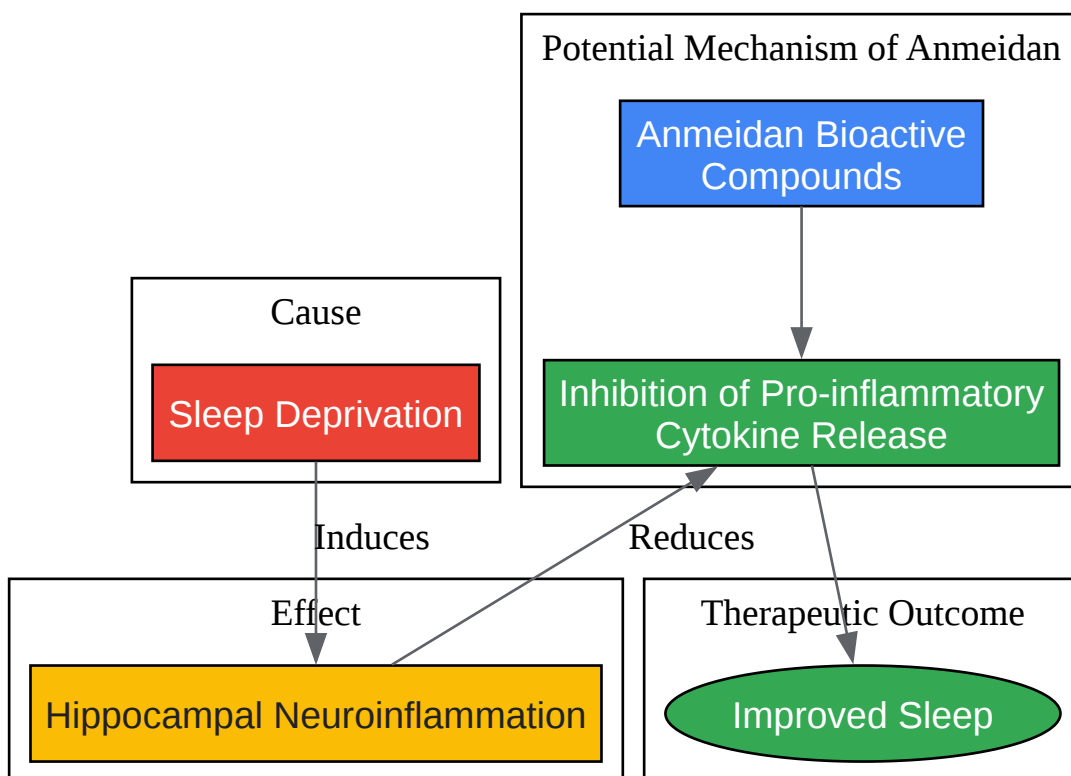 Potential Mechanism of Anmeidan
Anmeidan Bioactive
Compounds
Cause
Sleep Deprivation
Inhibition of Pro-inflammatory
Cytokine Release
Induces
Reduces
Effect
Hippocampal Neuroinflammation
Therapeutic Outcome
Improved Sleep